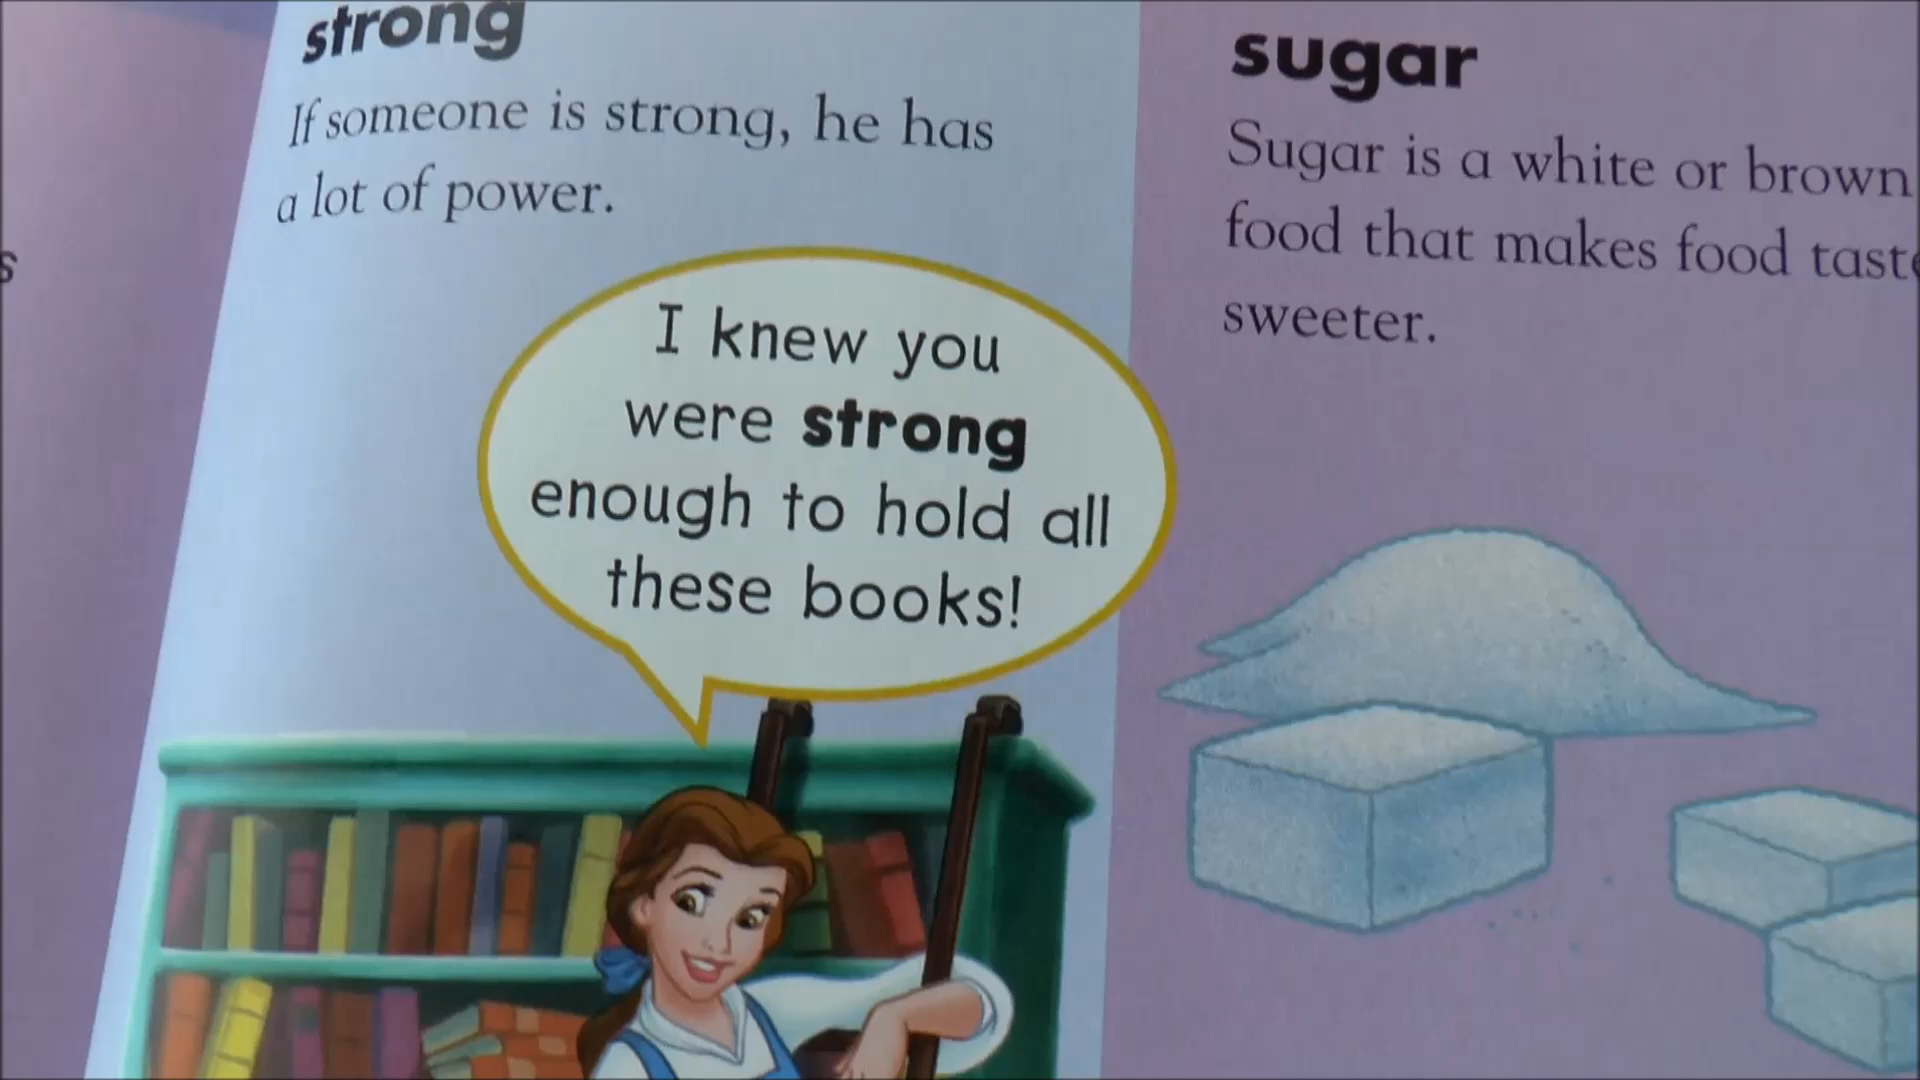 strong
If someone is strong, he has
a lot of power.
I knew you
were strong
enough to hold all
these books!
sugar
Sugar is a white or brown
food that makes food taste
sweeter.